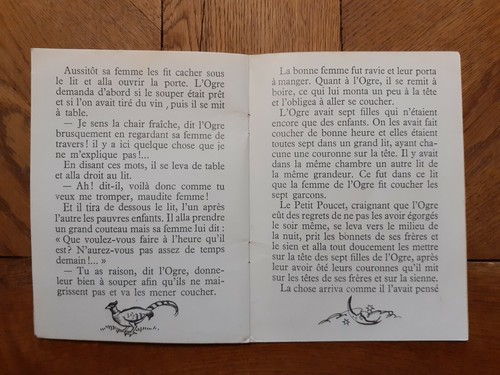 Aussitôt sa femme les fit cacher sous
le lit et alla ouvrir la porte. L'Ogre
demanda d'abord si le souper était prêt
et si l'on avait tiré du vin , puis il se mit
à table.
— Je sens la chair fraîche, dit l'Ogre
brusquement en regardant sa femme de
travers ! il y a ici quelque chose que je
ne m'explique pas !...
En disant ces mots, il se leva de table
et alla droit au lit.
— Ah ! dit-il, voilà donc comme tu
veux me tromper, maudite femme !
Et il tira de dessous le lit, l'un après
l'autre les pauvres enfants. Il alla prendre
un grand couteau mais sa femme lui dit :
« Que voulez-vous faire à l'heure qu'il
est? N'aurez-vous pas assez de temps
demain !... »
— Tu as raison, dit l'Ogre, donne-
leur bien à souper afin qu'ils ne mai-
grissent pas et va les mener coucher.
La bonne femme fut ravie et leur porta
à manger. Quant à l'Ogre, il se remit à
boire, ce qui lui monta un peu à la tête
et l'obligea à aller se coucher.
L'Ogre avait sept filles qui n'étaient
encore que des enfants. On les avait fait
coucher de bonne heure et elles étaient
toutes sept dans un grand lit, ayant chac-
une une couronne sur la tête. Il y avait
dans la même chambre un autre lit de
la même grandeur. Ce fut dans ce lit
que la femme de l'Ogre fit coucher les
sept garçons.
Le Petit Poucet, craignant que l'Ogre
eût des regrets de ne pas les avoir égorgés
le soir même, se leva vers le milieu de
la nuit, prit les bonnets de ses frères et
le sien et alla tout doucement les mettre
sur la tête des sept filles de l'Ogre, après
leur avoir ôté leurs couronnes qu'il mit
sur les têtes de ses frères et sur la sienne.
La chose arriva comme il l'avait pensé